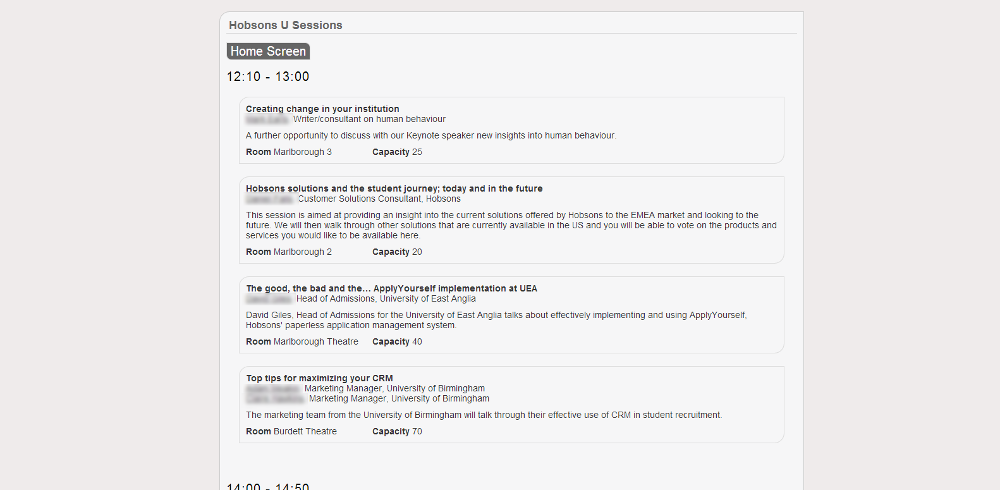 Hobsons U Sessions
Home Screen
12:10 - 13:00
Creating change in your institution
Writer/consultant on human behaviour
A further opportunity to discuss with our Keynote speaker new insights into human behaviour.
Room Marlborough 3 Capacity 25
Hobsons solutions and the student journey; today and in the future
Customer Solutions Consultant, Hobsons
This session is aimed at providing an insight into the current solutions offered by Hobsons to the EMEA market and looking to the
future. We will then walk through other solutions that are currently available in the US and you will be able to vote on the products and
services you would like to be available here.
Room Marlborough 2 Capacity 20
The good, the bad and the... ApplyYourself implementation at UEA
Head of Admissions, University of East Anglia
David Giles, Head of Admissions for the University of East Anglia talks about effectively implementing and using ApplyYourself,
Hobsons' paperless application management system.
Room Marlborough Theatre Capacity 40
Top tips for maximizing your CRM
Marketing Manager, University of Birmingham
Marketing Manager, University of Birmingham
The marketing team from the University of Birmingham will talk through their effective use of CRM in student recruitment.
Room Burdett Theatre Capacity 70
14:00 - 14:50